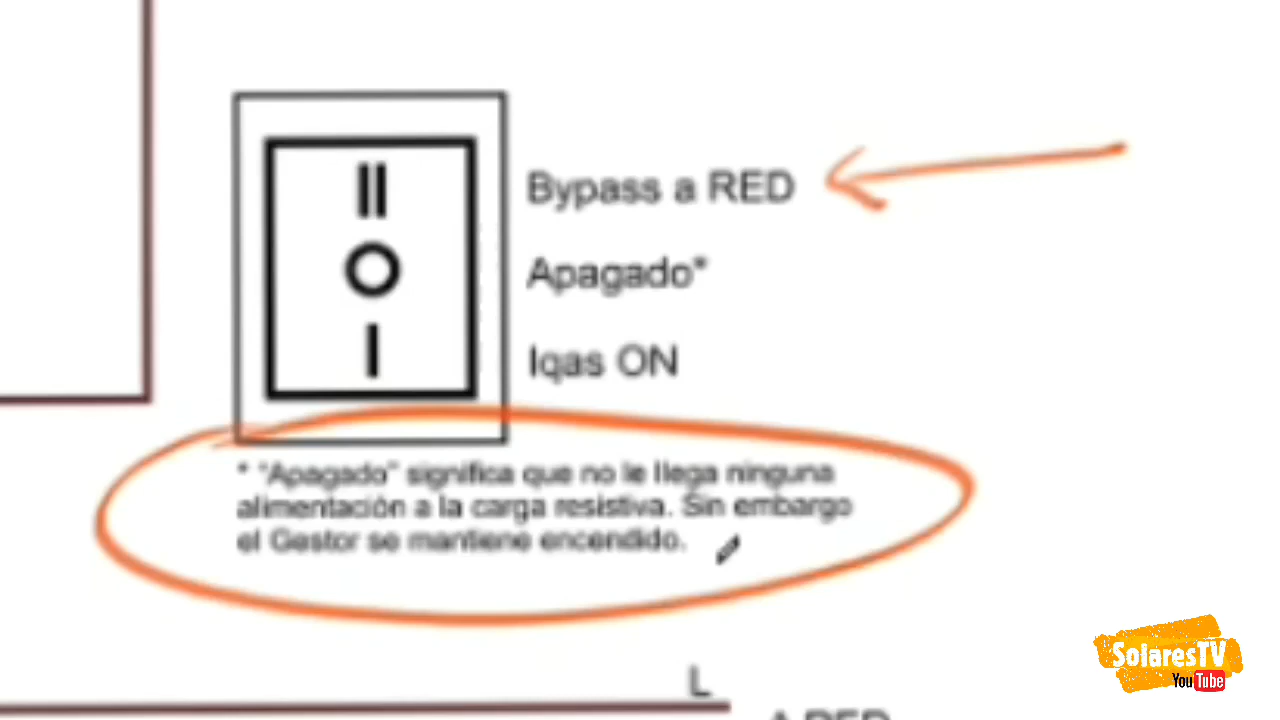 II
Bypass a RED
O
Apagado*
I
Iqas ON
* "Apagado" significa que no le llega ninguna
alimentación a la carga resistiva. Sin embargo
el Gestor se mantiene encendido.
L
A RED
SolaresTV
YouTube